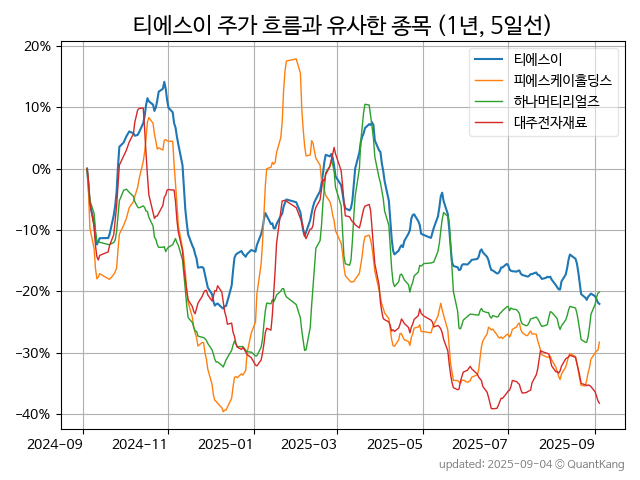 티에스이 주가 흐름과 유사한 종목 (1년, 5일선)
티에스이
피에스케이홀딩스
하나머티리얼즈
대주전자재료
20%
10%
0%
−10%
−20%
−30%
−40%
2024-09 2024-11 2025-01 2025-03 2025-05 2025-07 2025-09
updated: 2025-09-04 © QuantKang